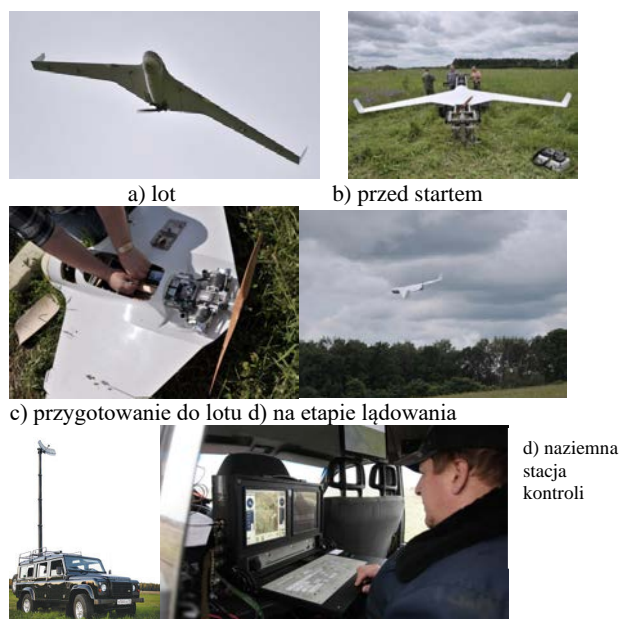 a) lot
b) przed startem
c) przygotowanie do lotu d) na etapie lądowania
d) naziemna
stacja
kontroli